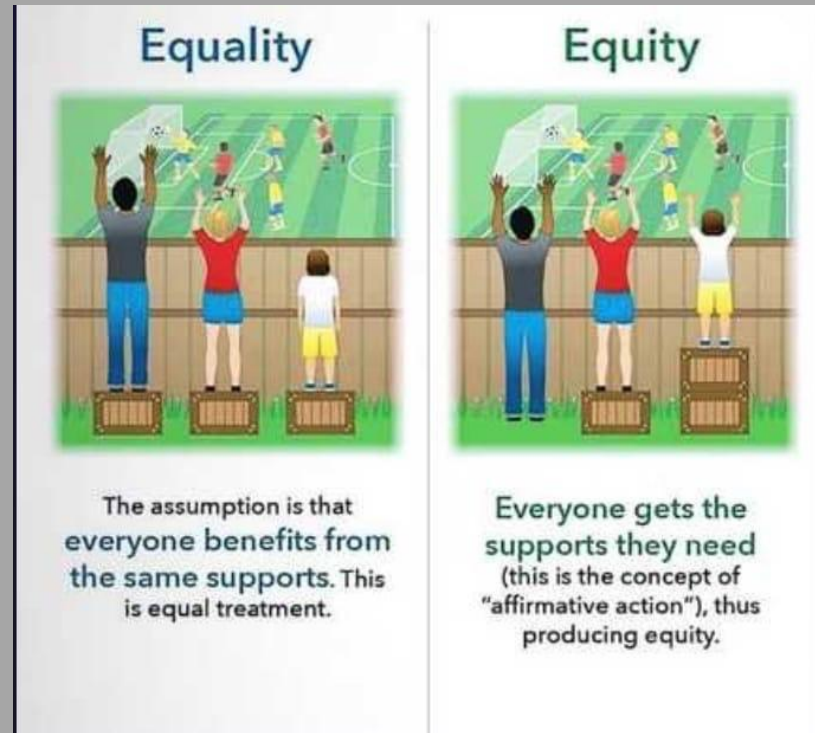 Equality
The assumption is that
everyone benefits from
the same supports. This
is equal treatment.
Equity
Everyone gets the
supports they need
(this is the concept of
"affirmative action"), thus
producing equity.